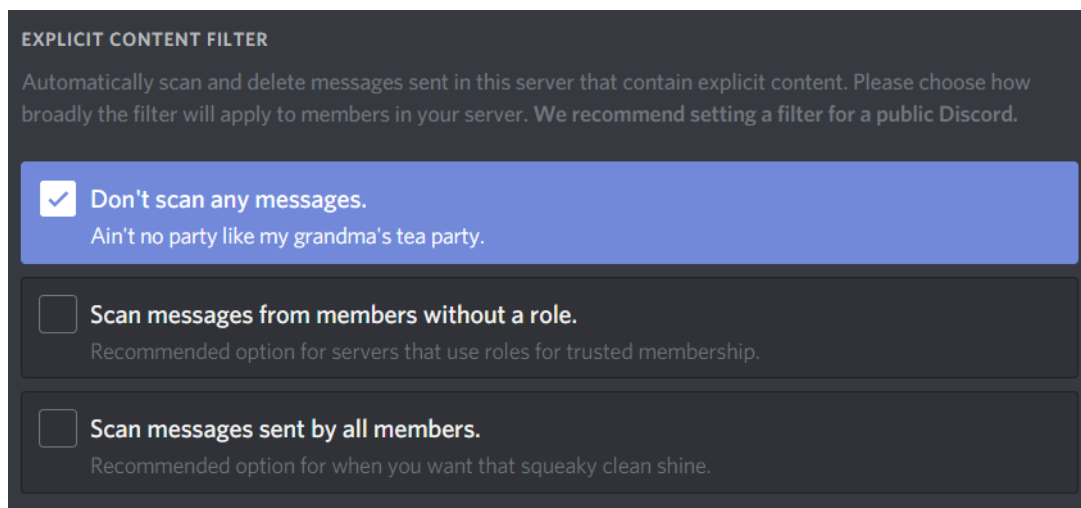 EXPLICIT CONTENT FILTER
Automatically scan and delete messages sent in this server that contain explicit content. Please choose how
broadly the filter will apply to members in your server. We recommend setting a filter for a public Discord.
Don't scan any messages.
Ain't no party like my grandma's tea party.
Scan messages from members without a role.
Recommended option for servers that use roles for trusted membership.
Scan messages sent by all members.
Recommended option for when you want that squeaky clean shine.